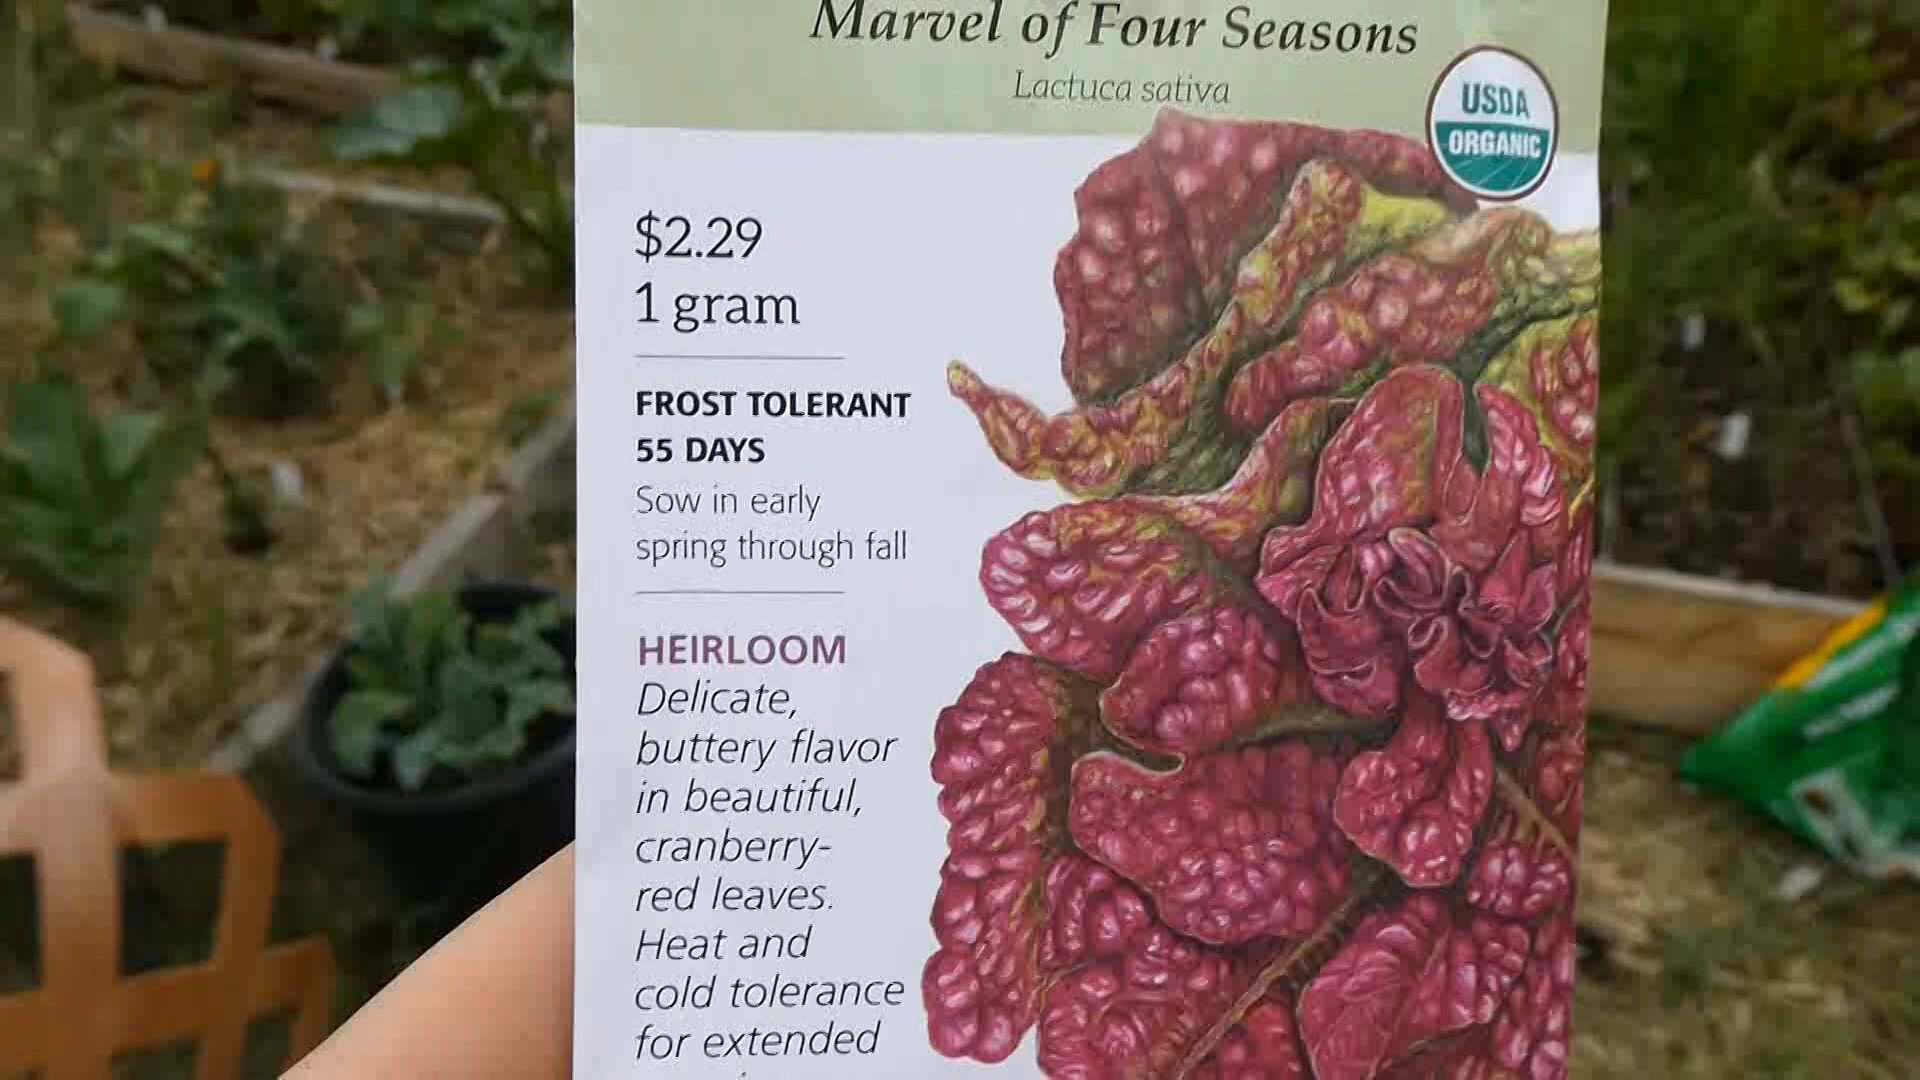 Marvel of Four Seasons
Lactuca sativa
USDA
ORGANIC
$2.29
1 gram
FROST TOLERANT
55 DAYS
Sow in early
spring through fall
HEIRLOOM
Delicate,
buttery flavor
in beautiful,
cranberry-
red leaves.
Heat and
cold tolerance
for extended